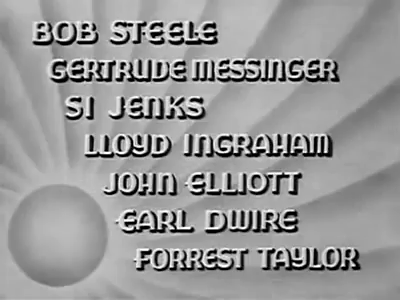 BOB STEELE
GERTRUDE MESSINGER
SI JENKS
LLOYD INGRAHAM
JOHN ELLIOTT
EARL DWIRE
FORREST TAYLOR